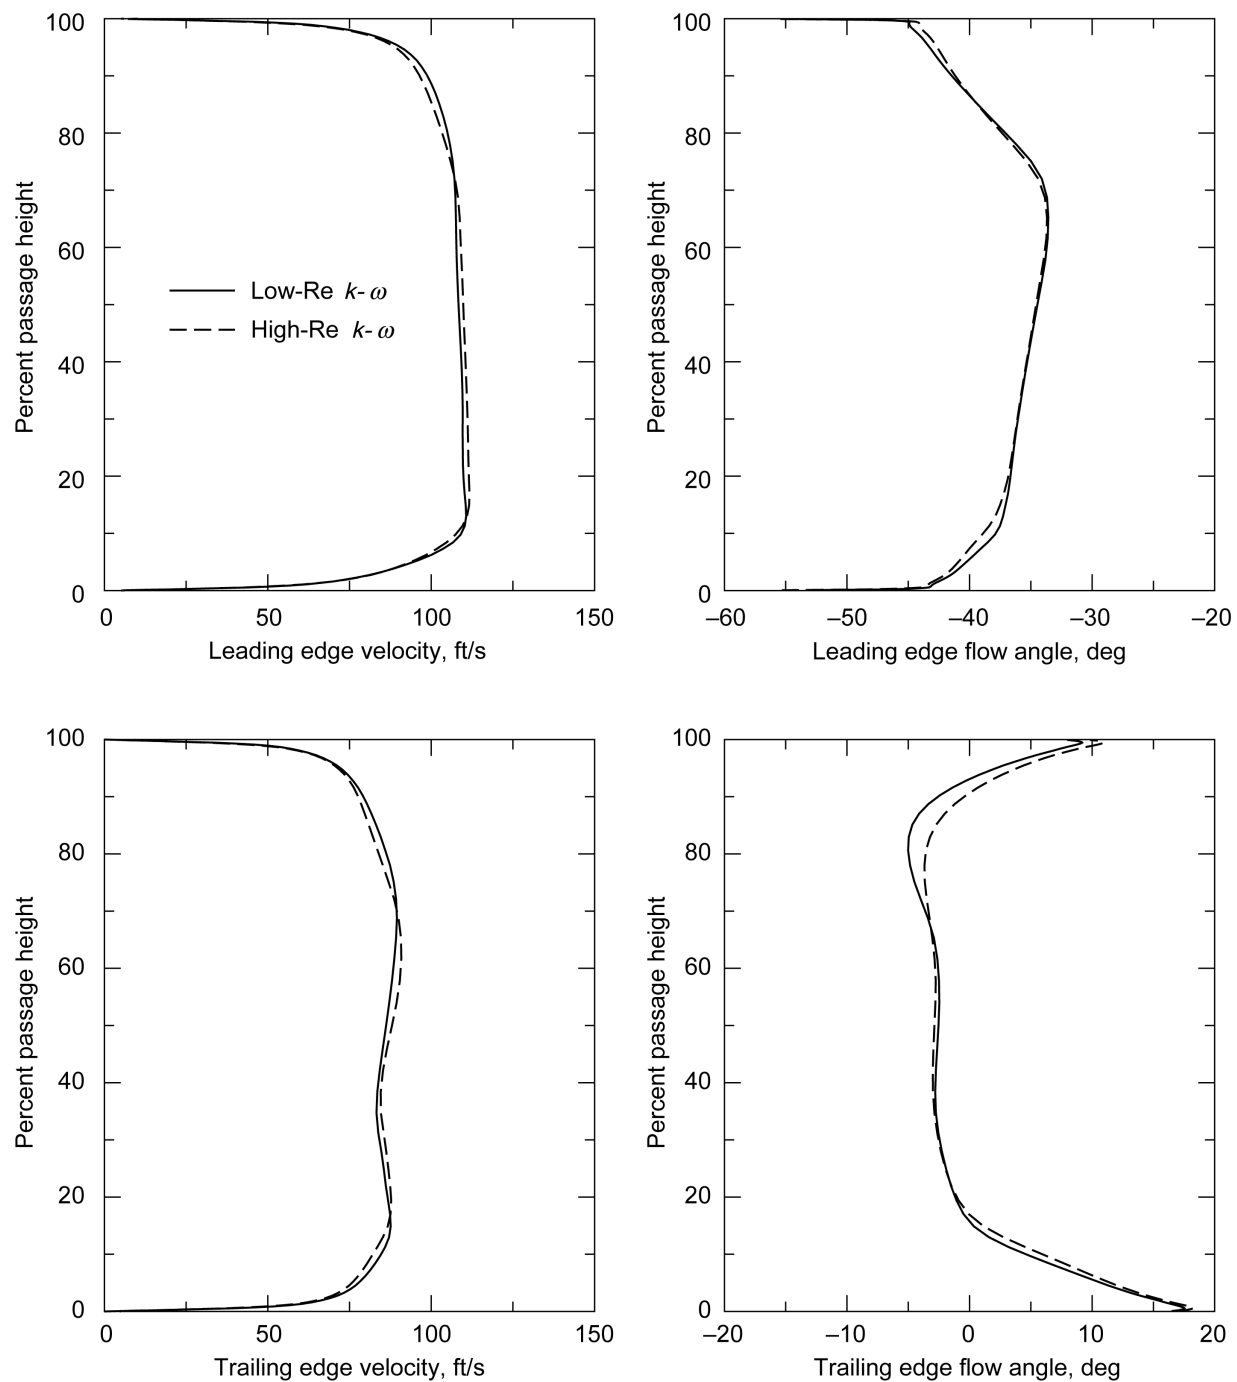 100
80
60
40
20
0
Percent passage height
Low-Re k-ω
High-Re k-ω
0 50 100 150
Leading edge velocity, ft/s
100
80
60
40
20
0
Percent passage height
–60 –50 –40 –30 –20
Leading edge flow angle, deg
100
80
60
40
20
0
Percent passage height
0 50 100 150
Trailing edge velocity, ft/s
100
80
60
40
20
0
Percent passage height
–20 –10 0 10 20
Trailing edge flow angle, deg